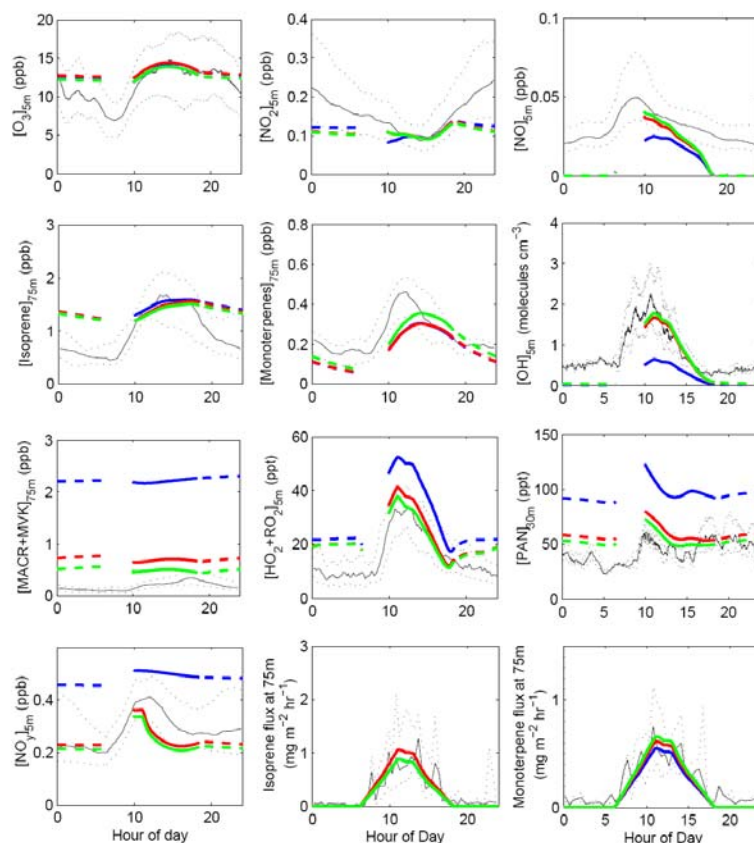 [O3]5m (ppb)
20
15
10
5
0
0 10 20
[NO2]5m (ppb)
0.4
0.3
0.2
0.1
0
0 10 20
[NO]5m (ppb)
0.1
0.05
0
0 10 20
[Isoprene]75m (ppb)
3
2
1
0
0 10 20
[Monoterpenes]75m (ppb)
0.8
0.6
0.4
0.2
0
0 10 20
[OH]5m (molecules cm−3)
4
3
2
1
0
0 5 10 15 20
[MACR+MVK]75m (ppb)
3
2
1
0
0 10 20
[HO2+RO2]5m (ppt)
60
40
20
0
0 10 20
[PAN]30m (ppt)
150
100
50
0
0 5 10 15 20
[NOy]5m (ppb)
0.4
0.2
0
0 10 20
Hour of day
Isoprene flux at 75m
(mg m−2 hr−1)
3
2
1
0
0 10 20
Hour of Day
Monoterpene flux at 75m
(mg m−2 hr−1)
1
0.5
0
0 5 10 15 20
Hour of Day